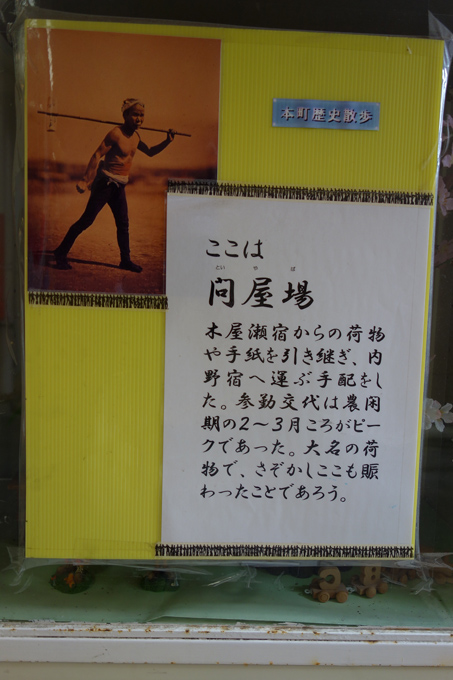 本町歴史散歩
ここは
たい や ば
問屋場
木屋瀬宿からの荷物
や手紙を引き継ぎ、内
野宿へ運ぶ手配をし
た。参勤交代は農閑
期の2~3月ころがピー
クであった。大名の荷
物で、さぞかしここも賑
わったことであろう。